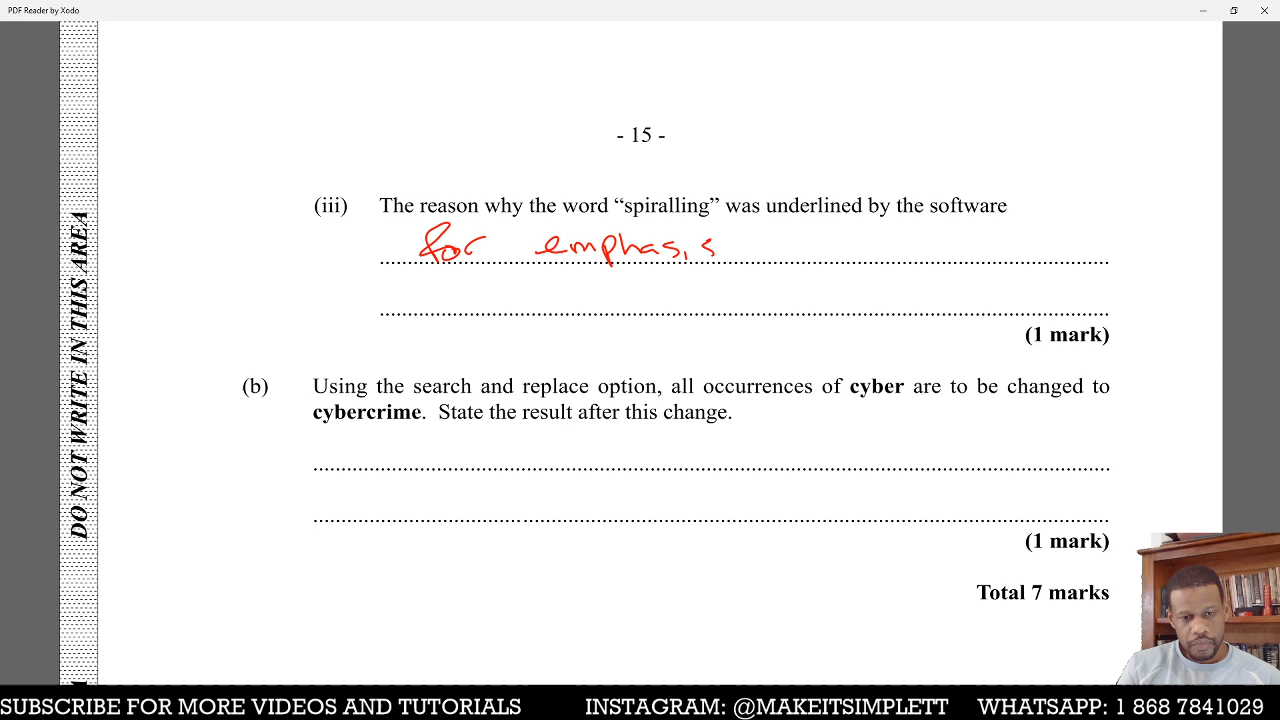 PDF Reader by Xodo
- 15 -
(iii) The reason why the word “spiralling” was underlined by the software
for emphasis
(1 mark)
(b) Using the search and replace option, all occurrences of cyber are to be changed to
cybercrime. State the result after this change.
(1 mark)
Total 7 marks
DO NOT WRITE IN THIS AREA
SUBSCRIBE FOR MORE VIDEOS AND TUTORIALS INSTAGRAM: @MAKEITSIMPLETT WHATSAPP: 1 868 7841029